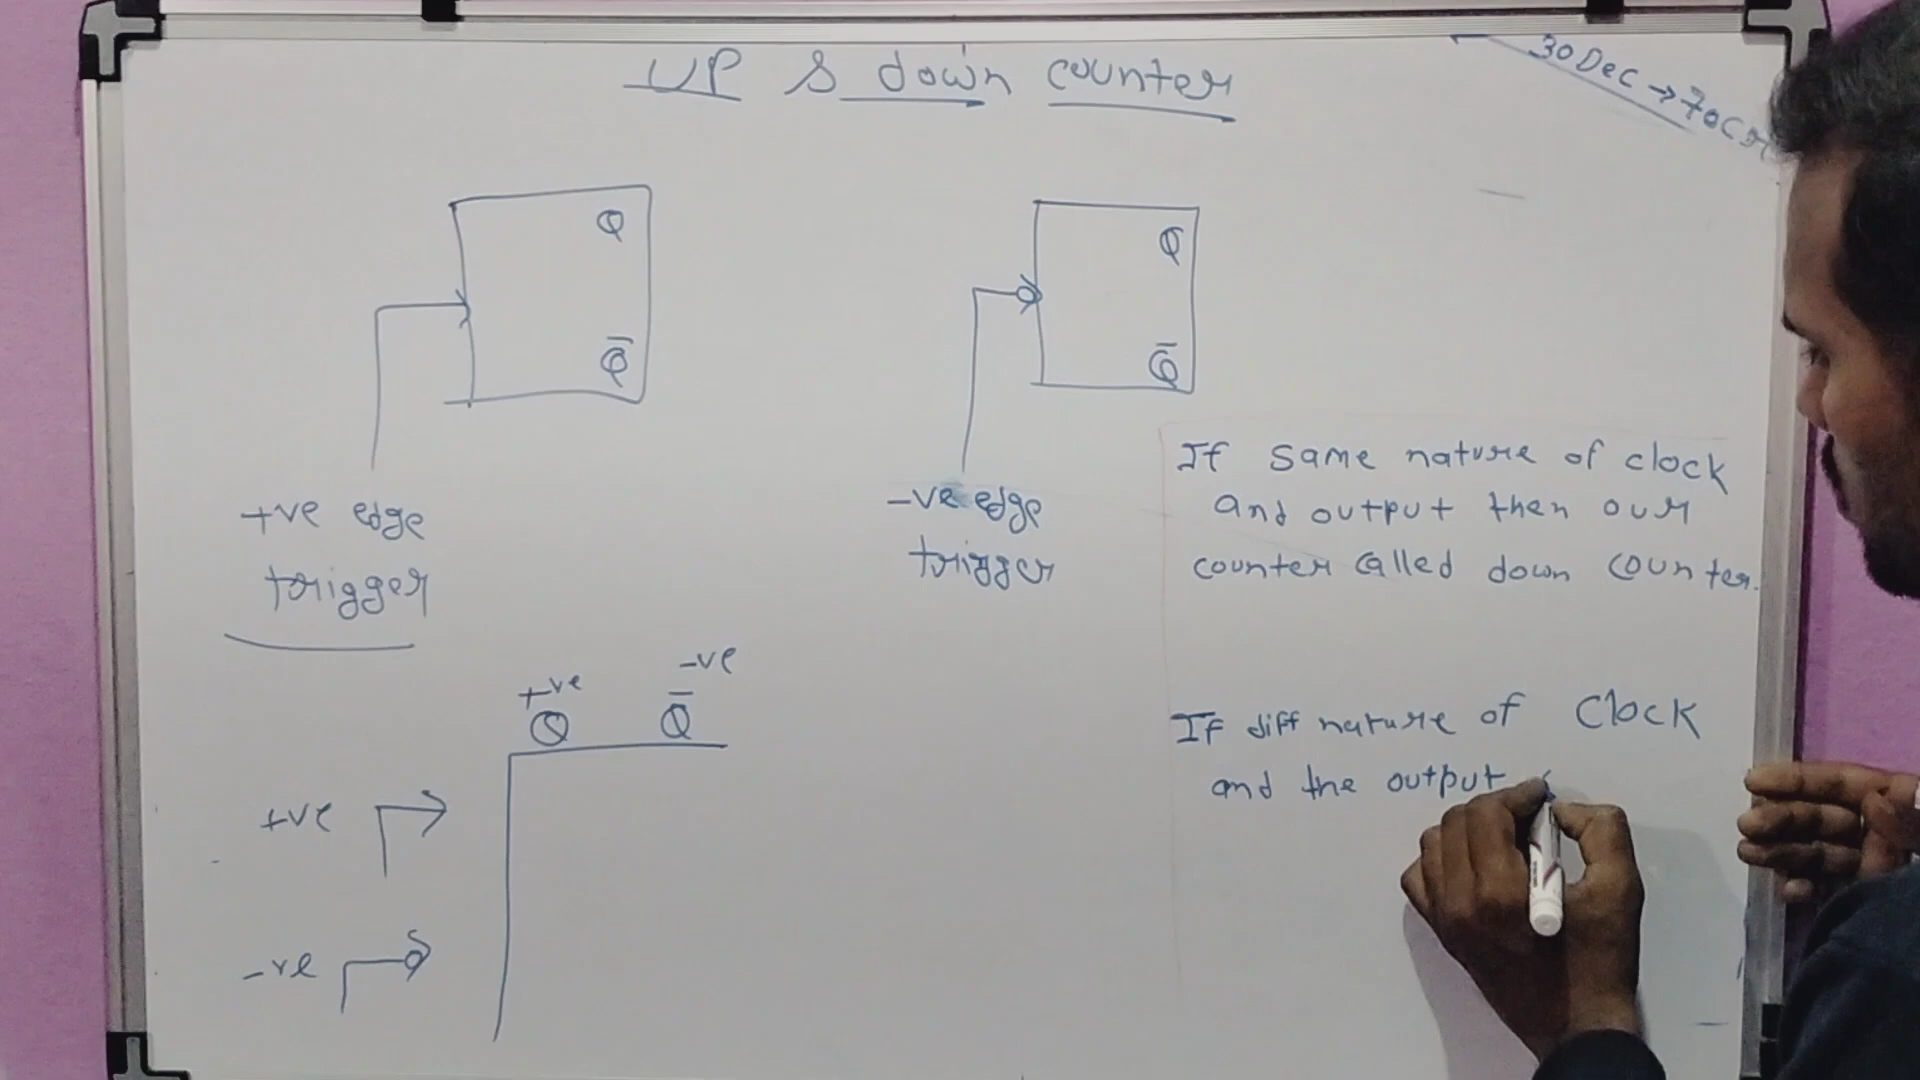 UP & down counter
30 Dec → 70C
Q
Q̄
+ve edge
trigger
Q
Q̄
-ve edge
trigger
If same nature of clock
and output then our
counter called down counter.
+ve -ve
Q Q̄
+ve
-ve
If diff nature of Clock
and the output